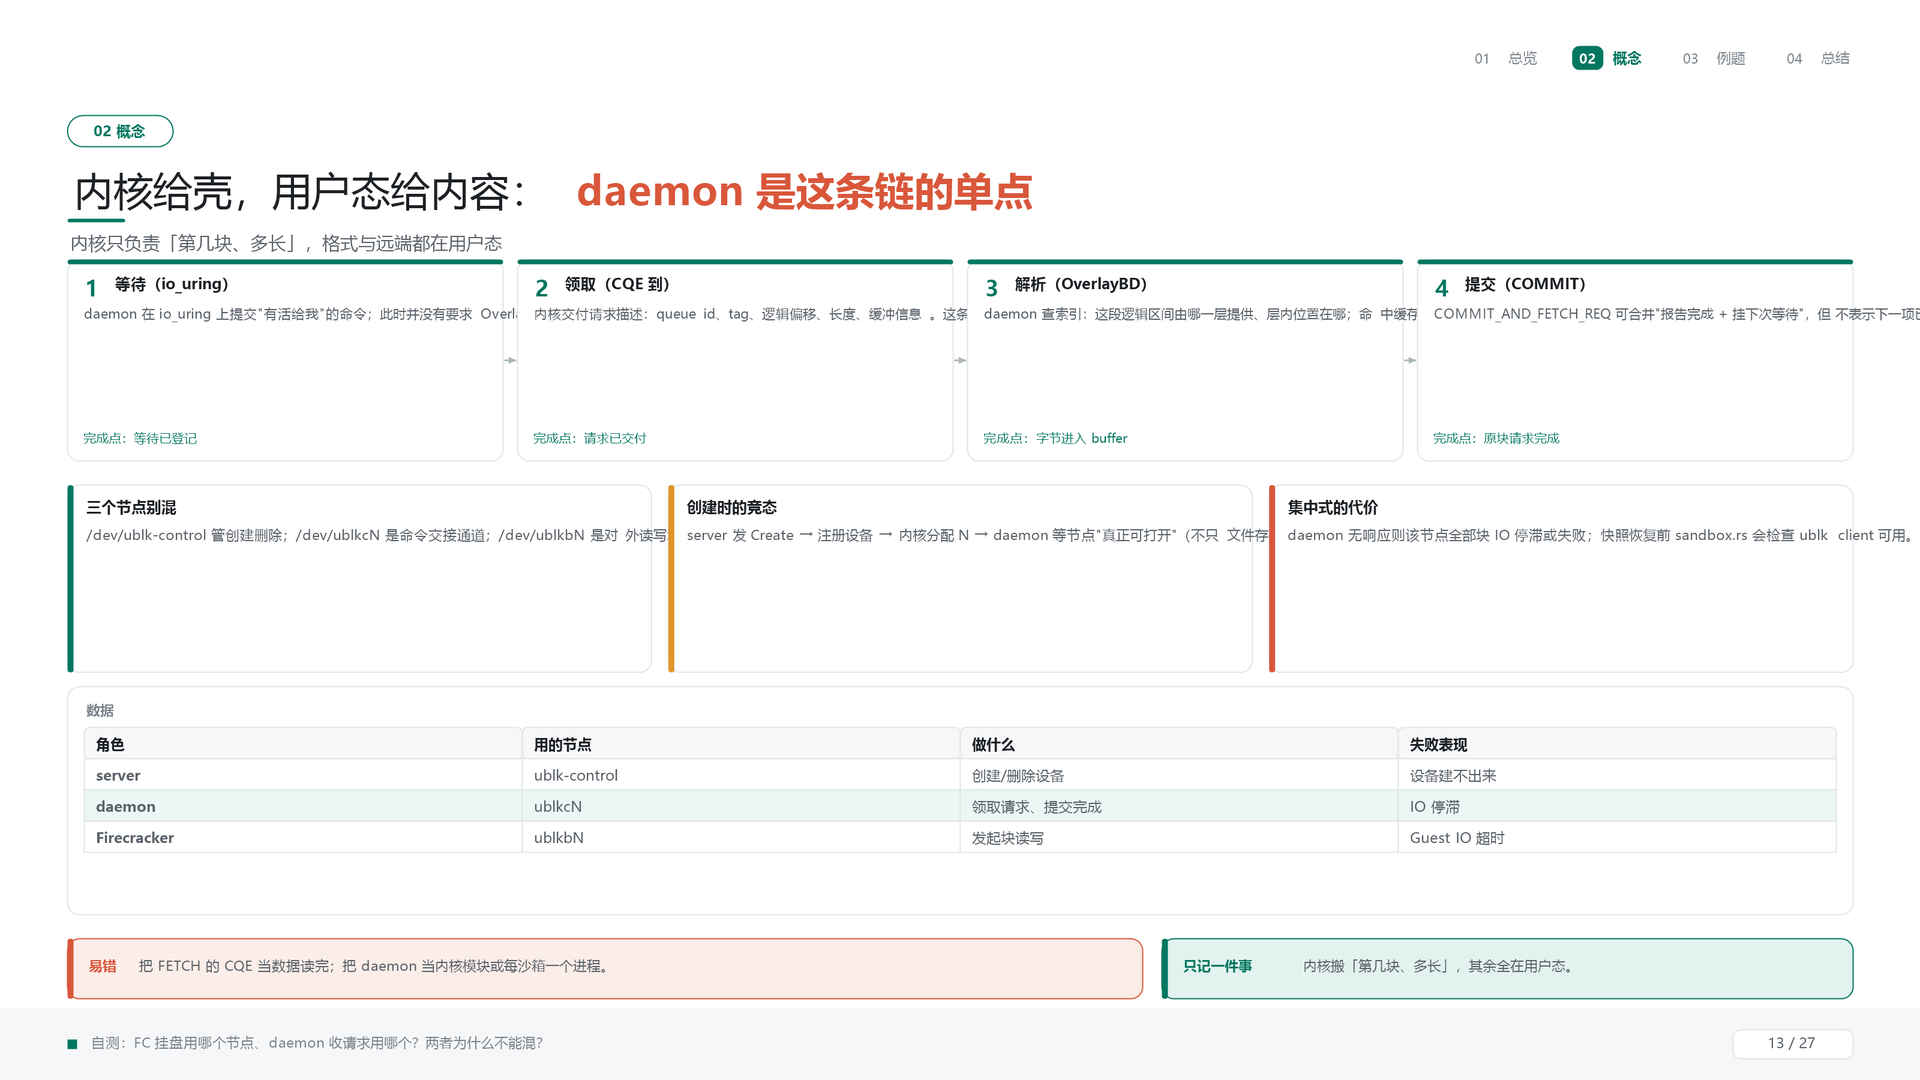 01 总览 02 概念 03 例题 04 总结
02 概念
内核给壳，用户态给内容： daemon 是这条链的单点
内核只负责「第几块、多长」，格式与远端都在用户态
1 等待（io_uring）
daemon 在 io_uring 上提交"有活给我"的命令；此时并没有要求 Overl
完成点：等待已登记
2 领取（CQE 到）
内核交付请求描述：queue id、tag、逻辑偏移、长度、缓冲信息 。这条
完成点：请求已交付
3 解析（OverlayBD）
daemon 查索引：这段逻辑区间由哪一层提供、层内位置在哪；命 中缓存
完成点：字节进入 buffer
4 提交（COMMIT）
COMMIT_AND_FETCH_REQ 可合并"报告完成 + 挂下次等待"，但 不表示下一项已
完成点：原块请求完成
三个节点别混
/dev/ublk-control 管创建删除；/dev/ublkcN 是命令交接通道；/dev/ublkbN 是对 外读写
创建时的竞态
server 发 Create → 注册设备 → 内核分配 N → daemon 等节点"真正可打开"（不只 文件存
集中式的代价
daemon 无响应则该节点全部块 IO 停滞或失败；快照恢复前 sandbox.rs 会检查 ublk client 可用。
数据
角色 用的节点 做什么 失败表现
server ublk-control 创建/删除设备 设备建不出来
daemon ublkcN 领取请求、提交完成 IO 停滞
Firecracker ublkbN 发起块读写 Guest IO 超时
易错 把 FETCH 的 CQE 当数据读完；把 daemon 当内核模块或每沙箱一个进程。
只记一件事 内核搬「第几块、多长」，其余全在用户态。
自测：FC 挂盘用哪个节点、daemon 收请求用哪个？两者为什么不能混？
13 / 27